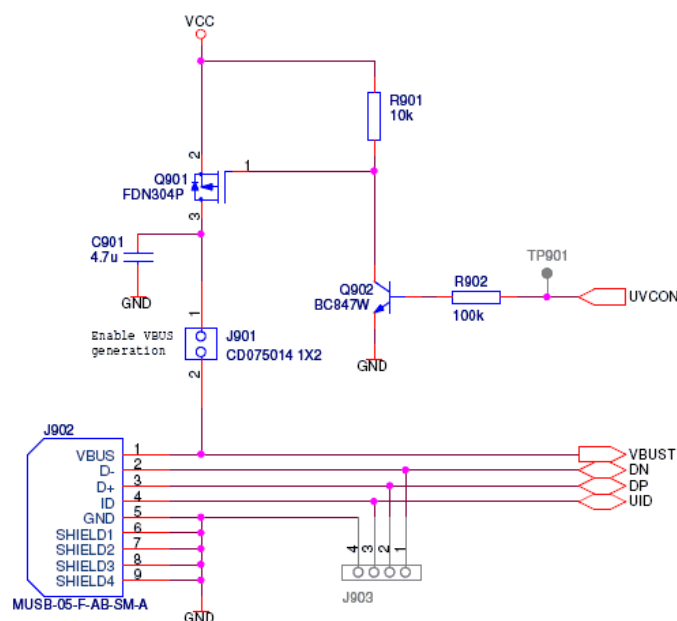 VCC
R901
10k
2
1
Q901
FDN304P
3
C901
4.7u
TP901
R902
Q902
BC847W
UVCON
100k
GND
1
Enable VBUS
generation
J901
CD075014 1X2
GND
2
J902
VBUS 1 VBUST
D- 2 DN
D+ 3 DP
ID 4 UID
GND 5
SHIELD1 6
SHIELD2 7
SHIELD3 8
SHIELD4 9
4 3 2 1
J903
MUSB-05-F-AB-SM-A
GND